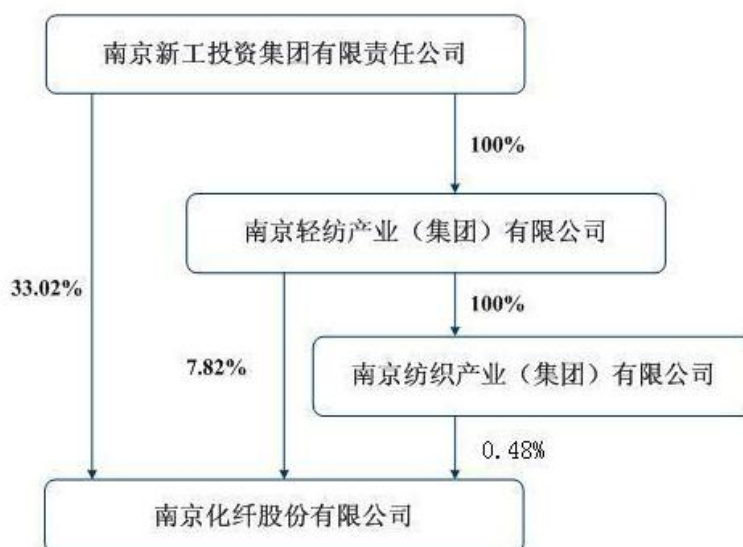 南京新工投资集团有限责任公司
100%
南京轻纺产业（集团）有限公司
33.02%
100%
7.82%
南京纺织产业（集团）有限公司
0.48%
南京化纤股份有限公司